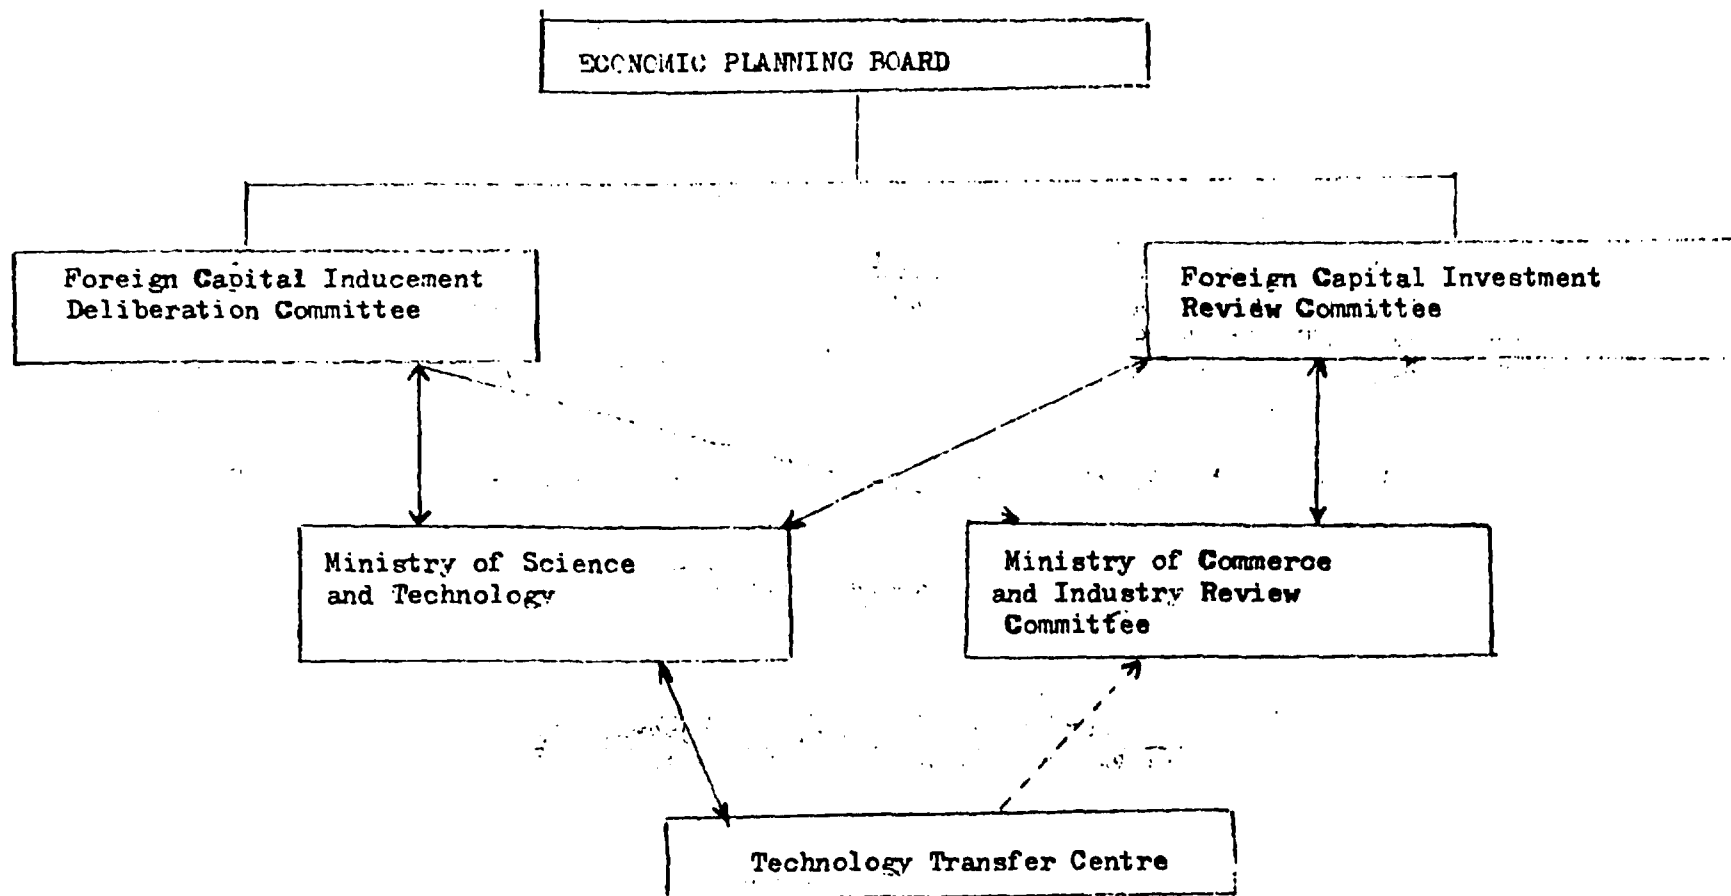 ECONOMIC PLANNING BOARD
Foreign Capital Inducement
Deliberation Committee
Foreign Capital Investment
Review Committee
Ministry of Science
and Technology
Ministry of Commerce
and Industry Review
Committee
Technology Transfer Centre